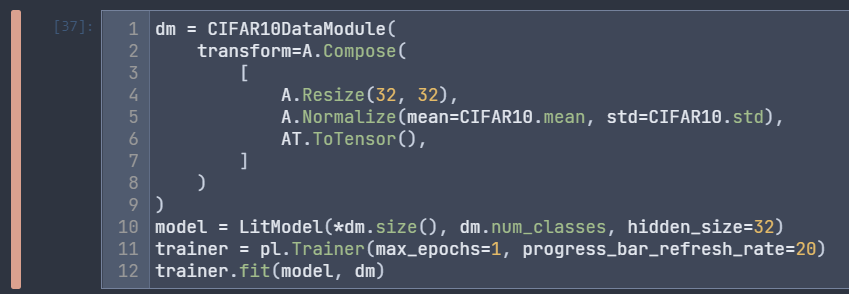 [37]:
1 dm = CIFAR10DataModule(
2     transform=A.Compose(
3         [
4             A.Resize(32, 32),
5             A.Normalize(mean=CIFAR10.mean, std=CIFAR10.std),
6             AT.ToTensor(),
7         ]
8     )
9 )
10 model = LitModel(*dm.size(), dm.num_classes, hidden_size=32)
11 trainer = pl.Trainer(max_epochs=1, progress_bar_refresh_rate=20)
12 trainer.fit(model, dm)